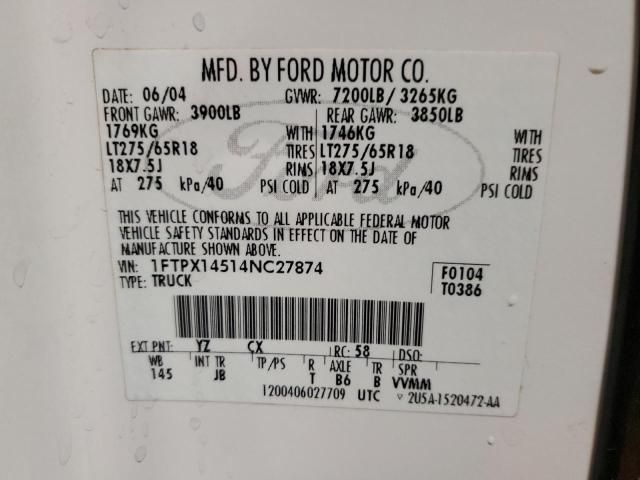 MFD. BY FORD MOTOR CO.
DATE: 06/04 GVWR: 7200LB/ 3265KG
FRONT GAWR: 3900LB REAR GAWR: 3850LB
1769KG WITH 1746KG WITH
LT275/65R18 TIRES LT275/65R18 TIRES
18X7.5J RIMS 18X7.5J RIMS
AT 275 kPa/40 PSI COLD AT 275 kPa/40 PSI COLD
Ford
THIS VEHICLE CONFORMS TO ALL APPLICABLE FEDERAL MOTOR
VEHICLE SAFETY STANDARDS IN EFFECT ON THE DATE OF
MANUFACTURE SHOWN ABOVE.
VIN: 1FTPX14514NC27874 F0104
TYPE: TRUCK T0386
EXT PNT: YZ CX RC: 58 DSO:
WB INT TR TP/PS R AXLE TR SPR
145 JB T B6 B VVMM
1200406027709 UTC 2U5A-1520472-AA